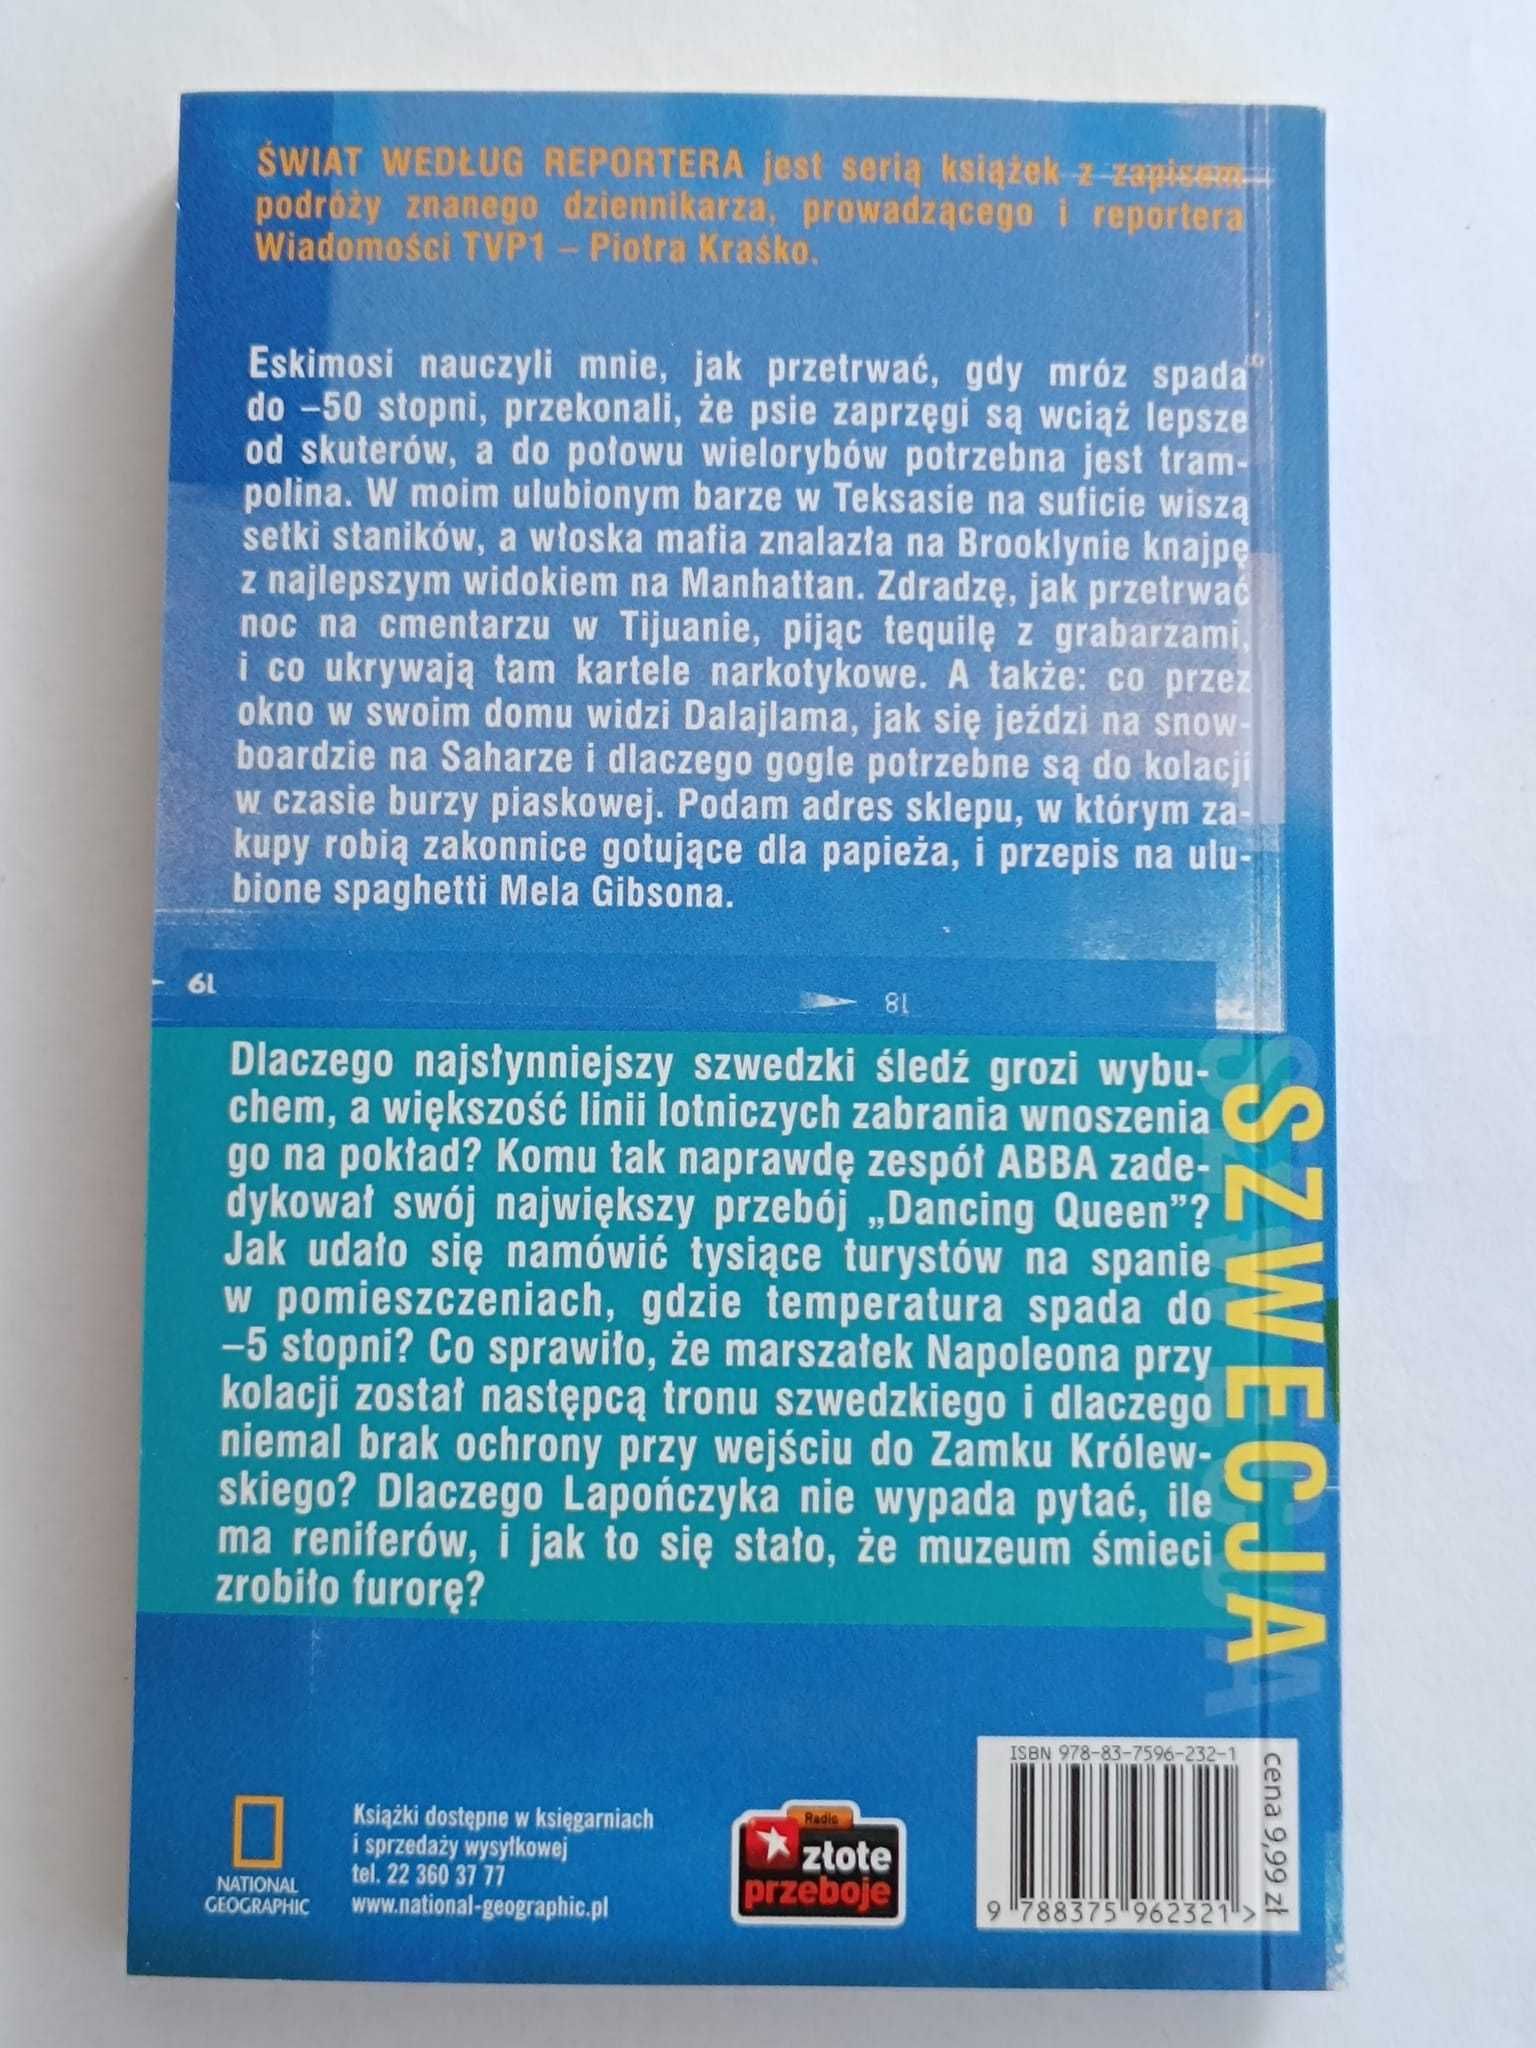 ŚWIAT WEDŁUG REPORTERA jest serią książek z zapisem
podróży znanego dziennikarza, prowadzącego i reportera
Wiadomości TVP1 – Piotra Kraśko.
Eskimosi nauczyli mnie, jak przetrwać, gdy mróz spada
do –50 stopni, przekonali, że psie zaprzęgi są wciąż lepsze
od skuterów, a do połowu wielorybów potrzebna jest tram-
polina. W moim ulubionym barze w Teksasie na suficie wiszą
setki staników, a włoska mafia znalazła na Brooklynie knajpę
z najlepszym widokiem na Manhattan. Zdradzę, jak przetrwać
noc na cmentarzu w Tijuanie, pijąc tequilę z grabarzami,
i co ukrywają tam kartele narkotykowe. A także: co przez
okno w swoim domu widzi Dalajlama, jak się jeździ na snow-
boardzie na Saharze i dlaczego gogle potrzebne są do kolacji
w czasie burzy piaskowej. Podam adres sklepu, w którym za-
kupy robią zakonnice gotujące dla papieża, i przepis na ulu-
bione spaghetti Mela Gibsona.
19
18
Dlaczego najsłynniejszy szwedzki śledź grozi wybu-
chem, a większość linii lotniczych zabrania wnoszenia
go na pokład? Komu tak naprawdę zespół ABBA zade-
dykował swój największy przebój „Dancing Queen”?
Jak udało się namówić tysiące turystów na spanie
w pomieszczeniach, gdzie temperatura spada do
–5 stopni? Co sprawiło, że marszałek Napoleona przy
kolacji został następcą tronu szwedzkiego i dlaczego
niemal brak ochrony przy wejściu do Zamku Królew-
skiego? Dlaczego Lapończyka nie wypada pytać, ile
ma reniferów, i jak to się stało, że muzeum śmieci
zrobiło furorę?
SZWECJA
SZWECJA
NATIONAL
GEOGRAPHIC
Książki dostępne w księgarniach
i sprzedaży wysyłkowej
tel. 22 360 37 77
www.national-geographic.pl
Radio
złote
przeboje
ISBN 978-83-7596-232-1
9 788375 962321 >
cena 9,99 zł